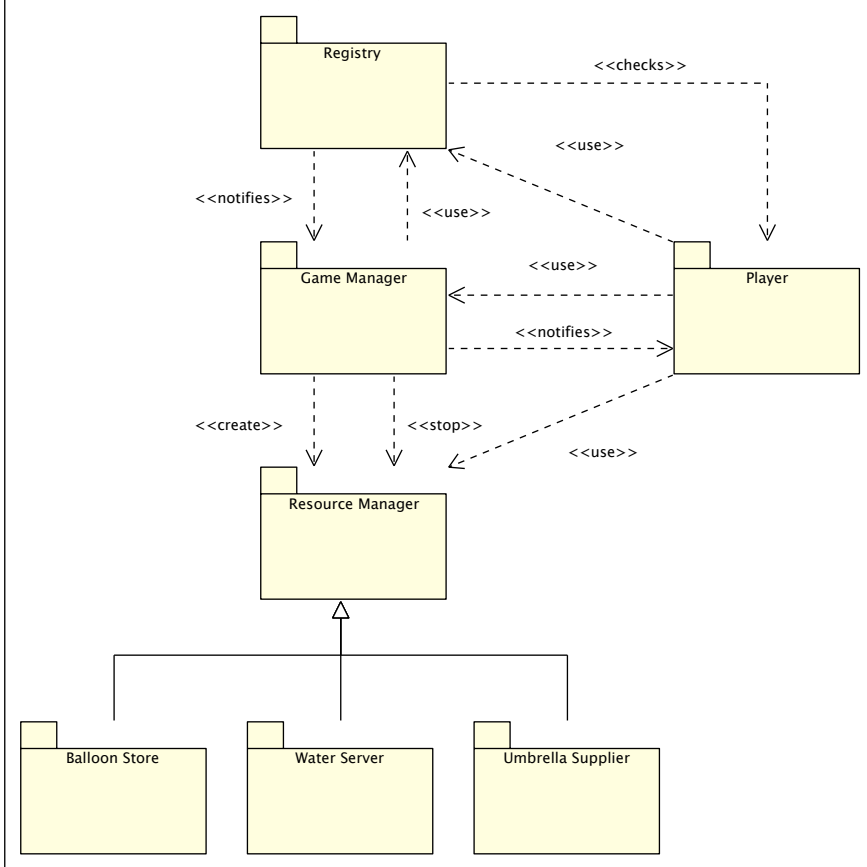 Registry
<<checks>>
<<use>>
<<notifies>>
<<use>>
<<use>>
Game Manager
Player
<<notifies>>
<<create>>
<<stop>>
<<use>>
Resource Manager
Balloon Store
Water Server
Umbrella Supplier